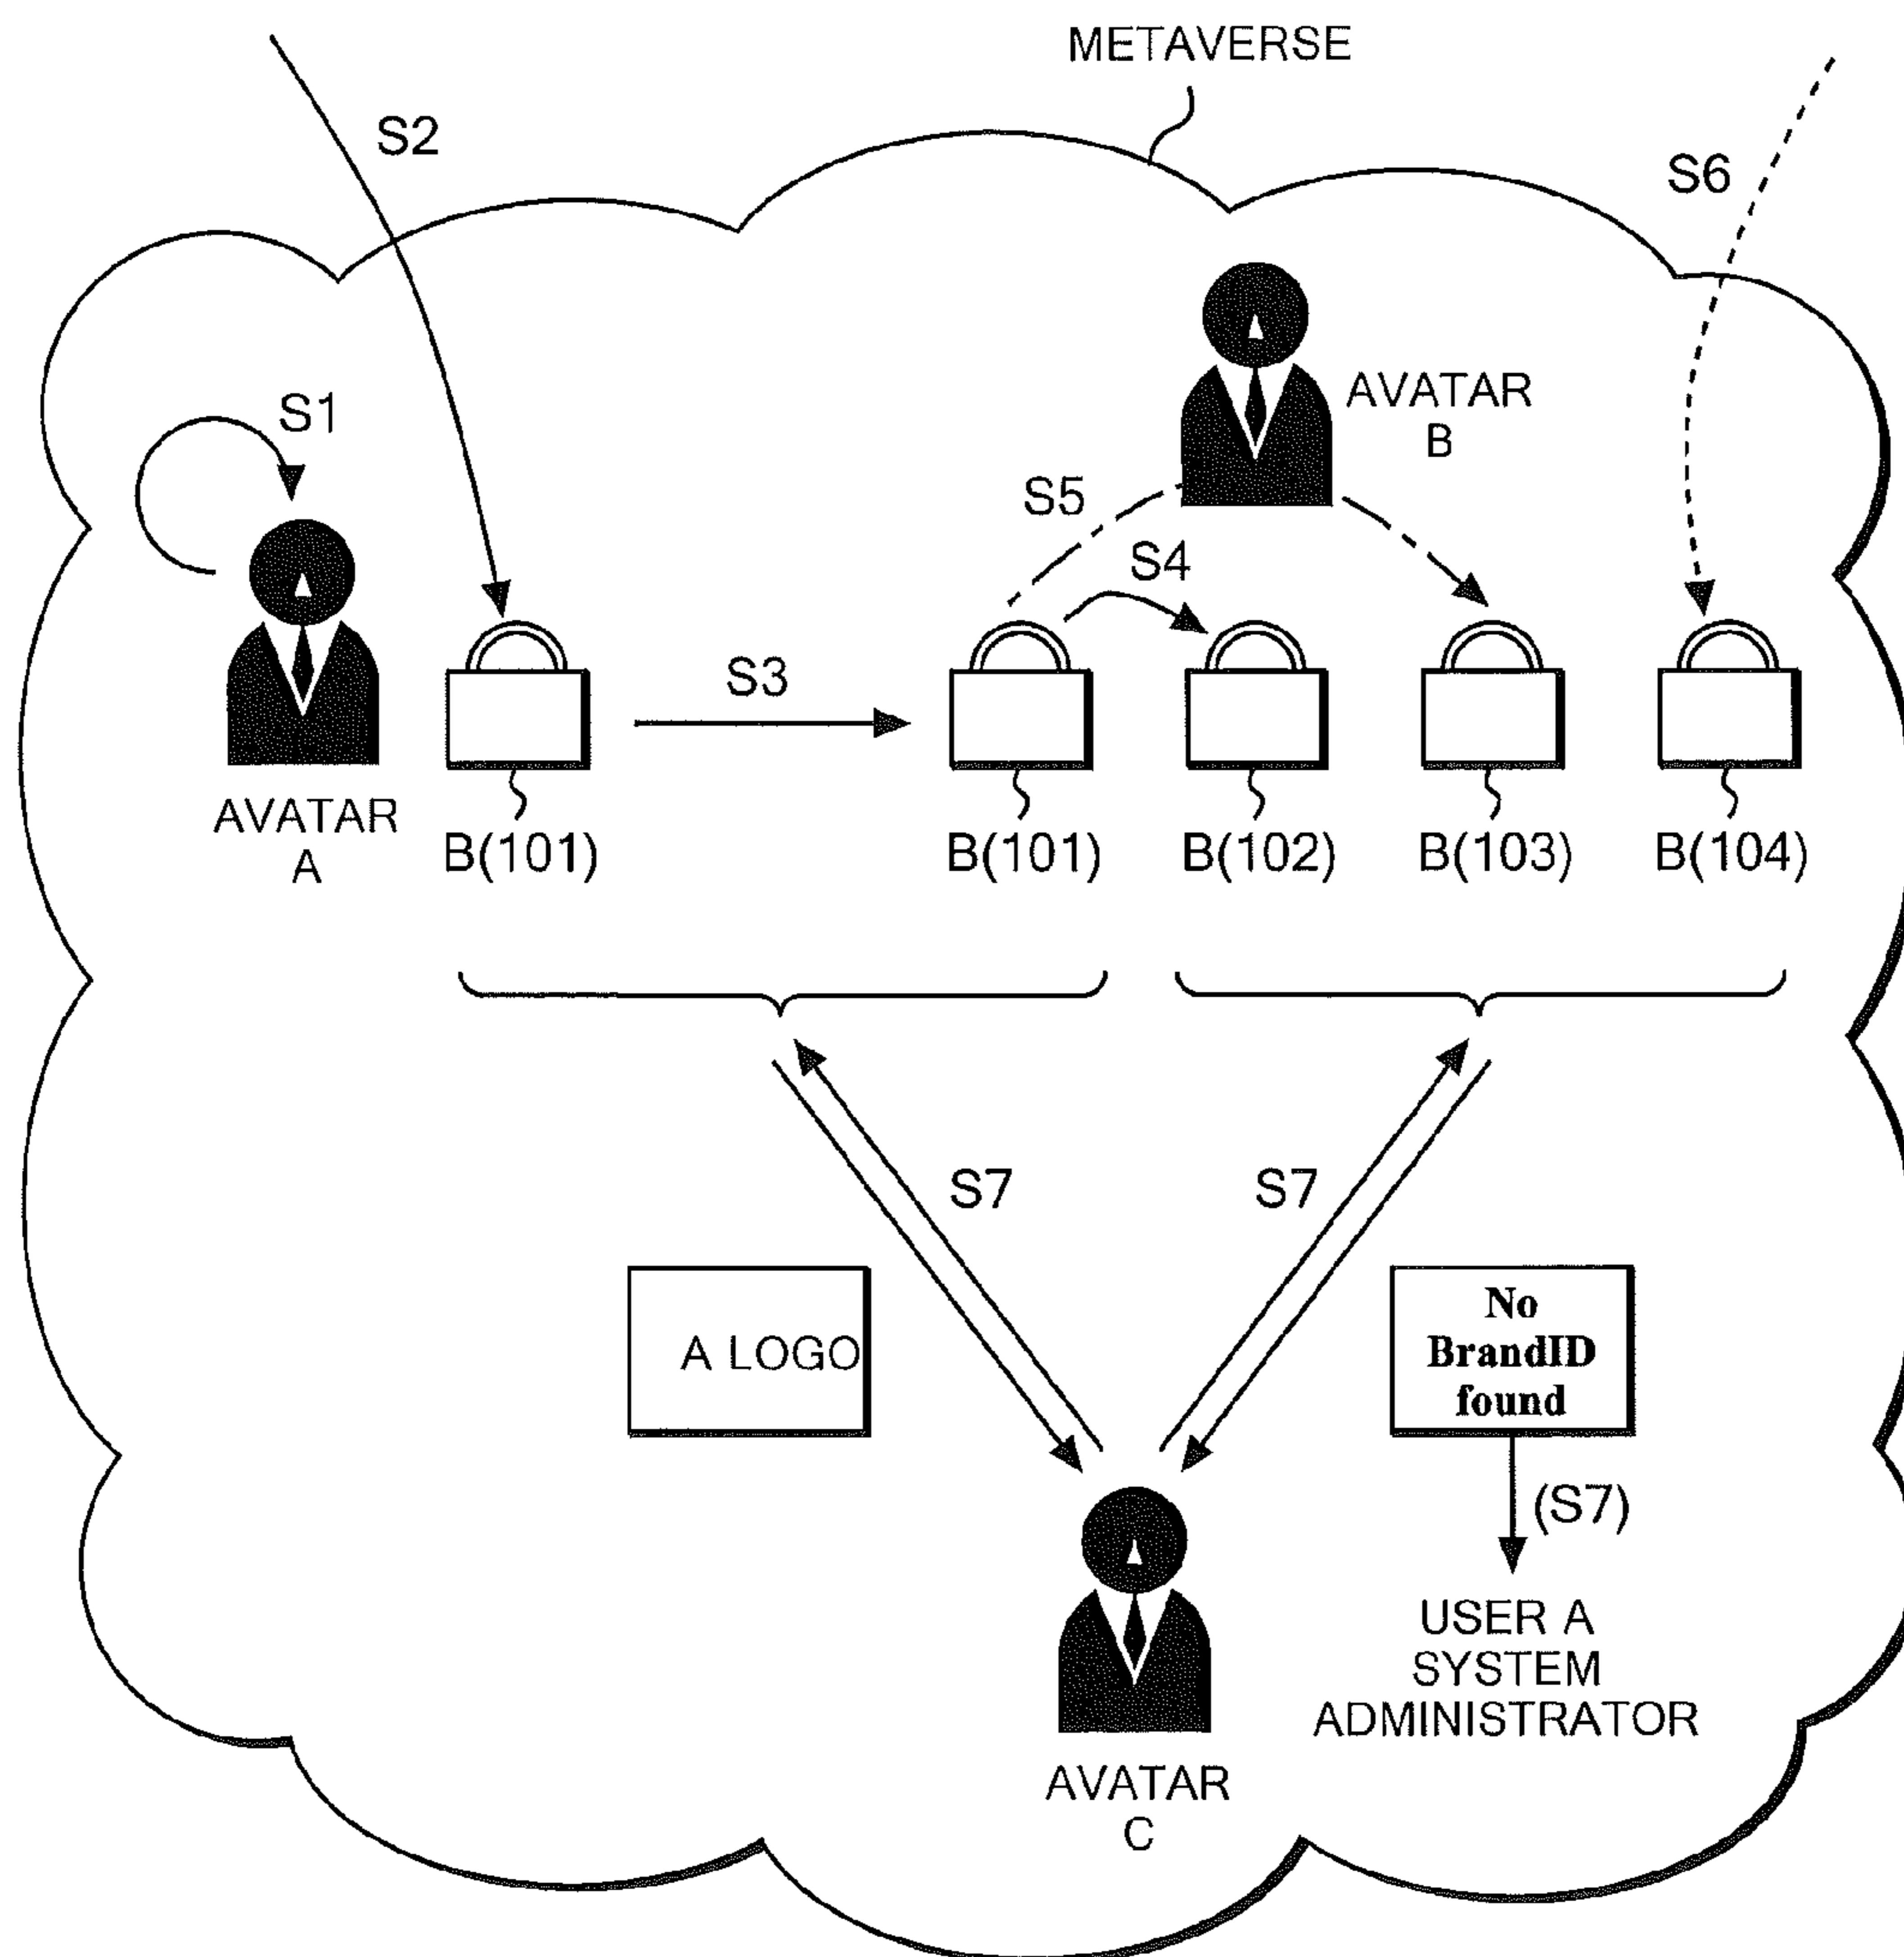 METAVERSE
S2
S6
S1
AVATAR
B
S5
S4
S3
AVATAR
A
B(101)
B(101)
B(102)
B(103)
B(104)
S7
S7
A LOGO
No
BrandID
found
(S7)
USER A
SYSTEM
ADMINISTRATOR
AVATAR
C